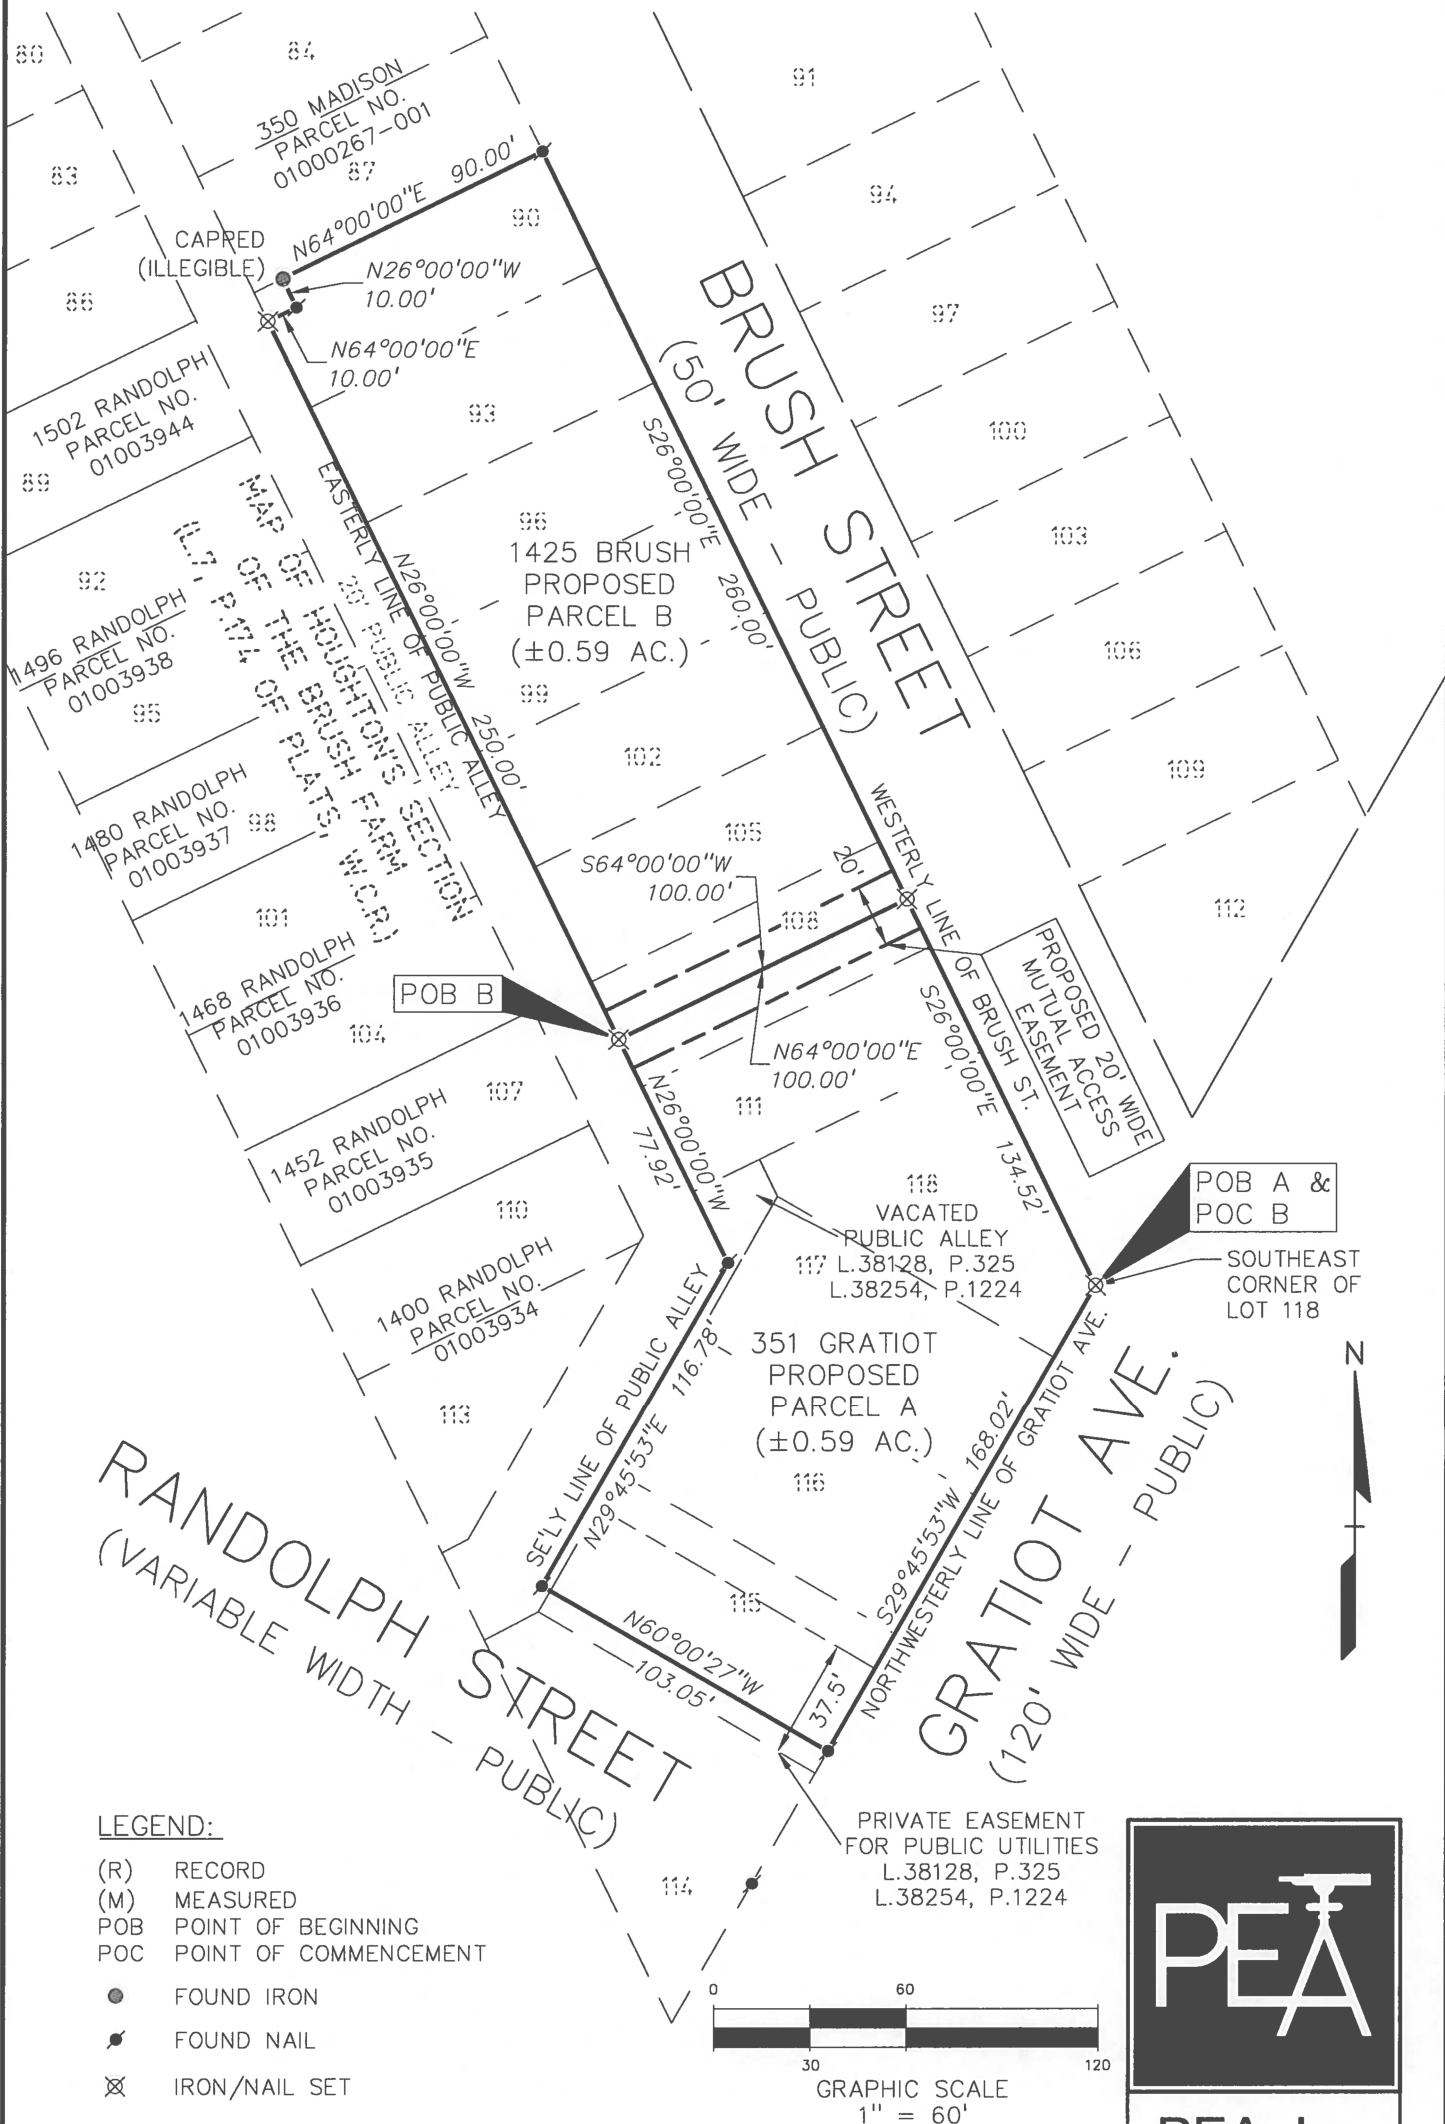 80
84
91
350 MADISON
PARCEL NO.
01000267-001
83
87
94
N64°00'00"E 90.00'
90
CAPPED
(ILLEGIBLE)
N26°00'00"W
10.00'
86
97
N64°00'00"E
10.00'
BRUSH STREET
(50' WIDE - PUBLIC)
1502 RANDOLPH
PARCEL NO.
01003944
93
100
89
S26°00'00"E 260.00'
EASTERLY LINE OF PUBLIC ALLEY
N26°00'00"W 250.00'
20' PUBLIC ALLEY
MAP OF HOUGHTON'S SECTION
OF THE BRUSH FARM
(L.7, P.174 OF PLATS, W.C.R.)
96
1425 BRUSH
PROPOSED
PARCEL B
(±0.59 AC.)
103
92
1496 RANDOLPH
PARCEL NO.
01003938
106
99
95
102
109
1480 RANDOLPH
PARCEL NO.
01003937
98
105
S64°00'00"W
100.00'
20'
WESTERLY LINE OF BRUSH ST.
101
108
112
1468 RANDOLPH
PARCEL NO.
01003936
PROPOSED 20' WIDE
MUTUAL ACCESS
EASEMENT
POB B
104
S26°00'00"E 134.52'
N64°00'00"E
100.00'
107
N26°00'00"W
77.92'
111
1452 RANDOLPH
PARCEL NO.
01003935
118
POB A &
POC B
110
VACATED
PUBLIC ALLEY
L.38128, P.325
L.38254, P.1224
117
SOUTHEAST
CORNER OF
LOT 118
1400 RANDOLPH
PARCEL NO.
01003934
SE'LY LINE OF PUBLIC ALLEY
N29°45'53"E 116.78'
351 GRATIOT
PROPOSED
PARCEL A
(±0.59 AC.)
N
113
S29°45'53"W 168.02'
NORTHWESTERLY LINE OF GRATIOT AVE.
GRATIOT AVE.
(120' WIDE - PUBLIC)
116
RANDOLPH STREET
(VARIABLE WIDTH - PUBLIC)
115
N60°00'27"W
103.05'
37.5'
PRIVATE EASEMENT
FOR PUBLIC UTILITIES
L.38128, P.325
L.38254, P.1224
114
LEGEND:
(R) RECORD
(M) MEASURED
POB POINT OF BEGINNING
POC POINT OF COMMENCEMENT
FOUND IRON
FOUND NAIL
IRON/NAIL SET
0 60
30 120
GRAPHIC SCALE
1" = 60'
PEA